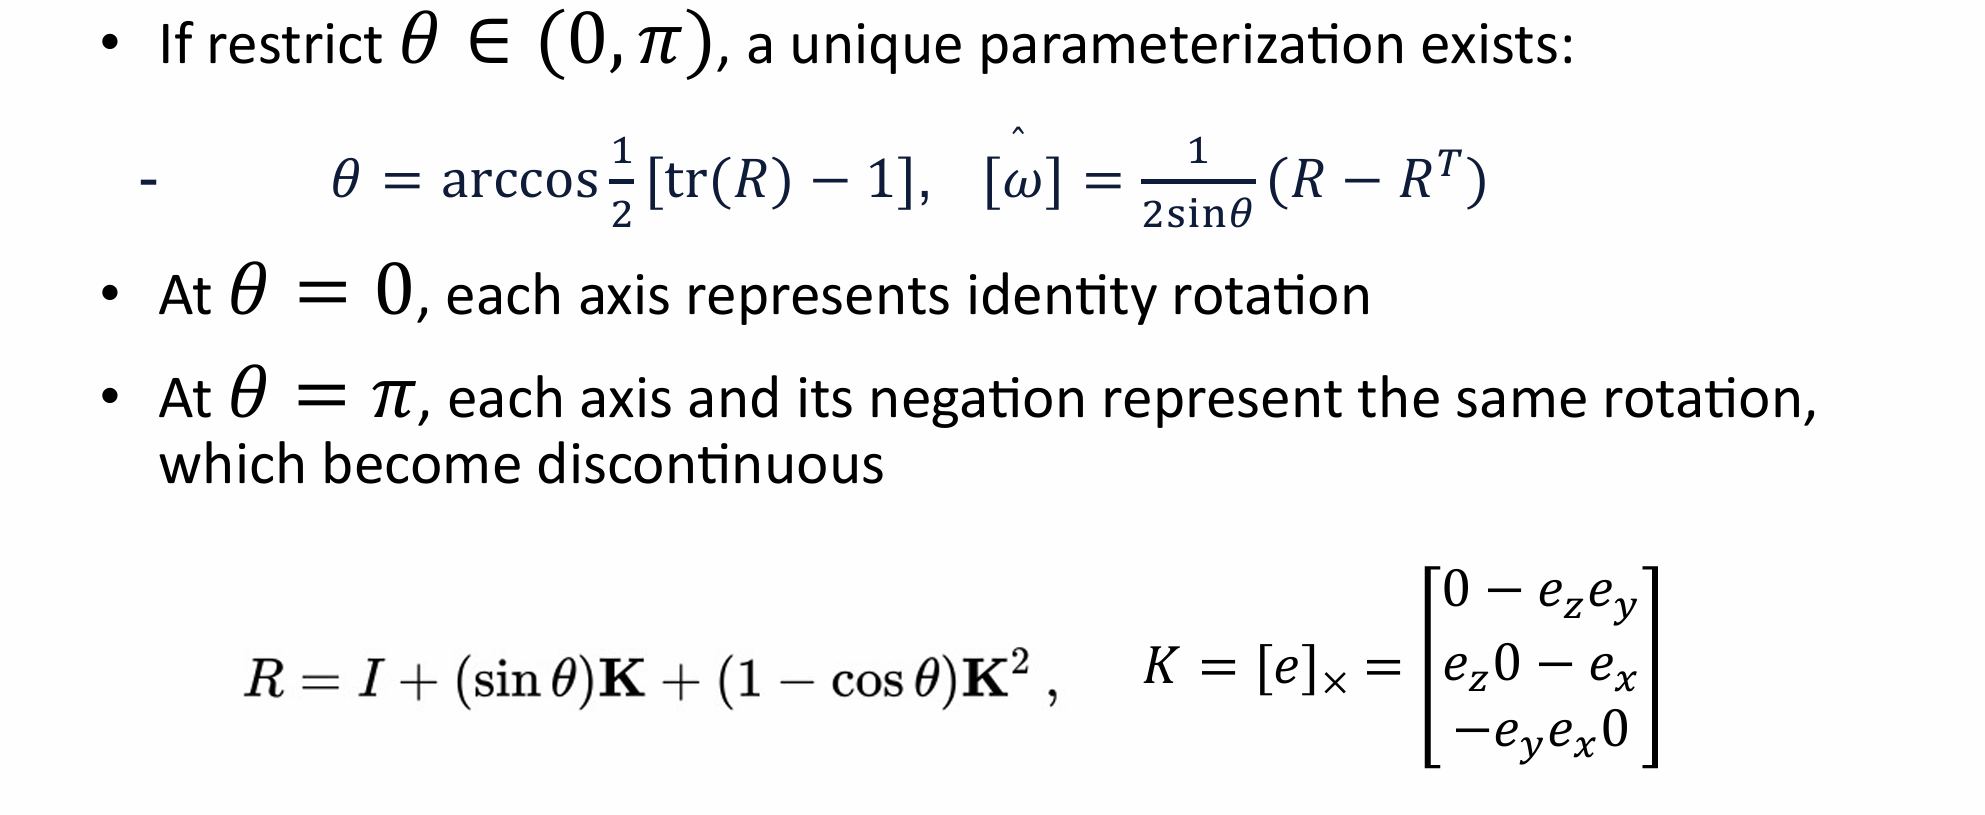 • If restrict θ ∈ (0, π), a unique parameterization exists:
- θ = arccos 1/2 [tr(R) − 1], [ω̂] = 1/(2sinθ) (R − Rᵀ)
• At θ = 0, each axis represents identity rotation
• At θ = π, each axis and its negation represent the same rotation,
which become discontinuous
R = I + (sin θ)K + (1 − cos θ)K² , K = [e]× = [0 − e_z e_y
e_z 0 − e_x
−e_y e_x 0]